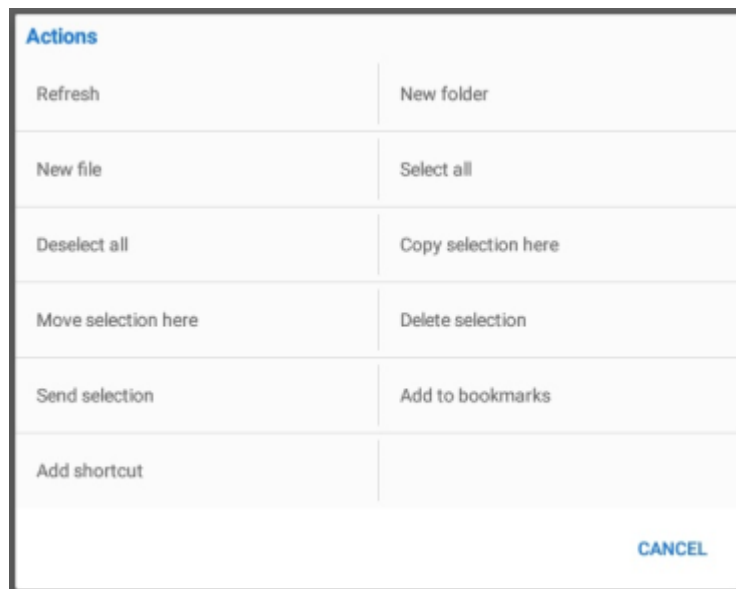 Actions
Refresh
New folder
New file
Select all
Deselect all
Copy selection here
Move selection here
Delete selection
Send selection
Add to bookmarks
Add shortcut
CANCEL